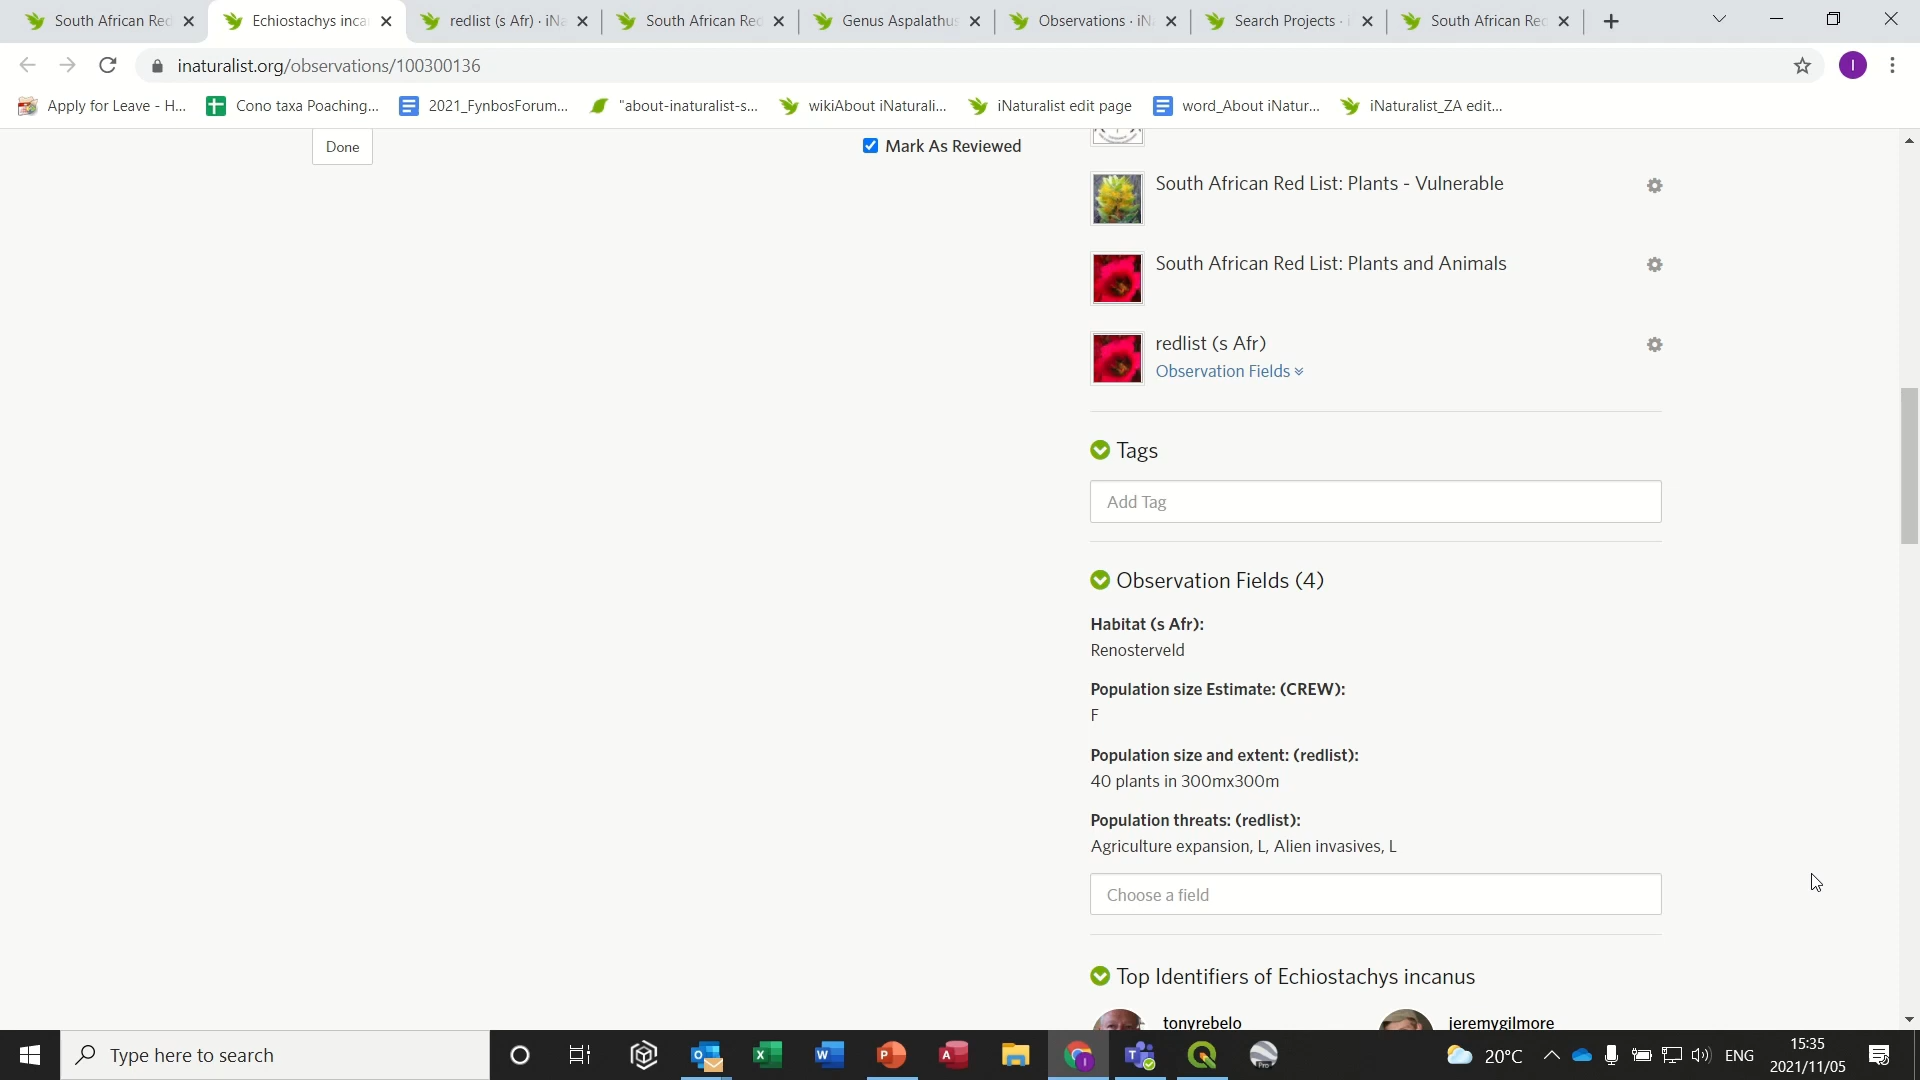 South African Red
Echiostachys inca
redlist (s Afr) · iNa
South African Red
Genus Aspalathus
Observations · iN
Search Projects · i
South African Red
inaturalist.org/observations/100300136
I
Apply for Leave - H...
Cono taxa Poaching...
2021_FynbosForum...
"about-inaturalist-s...
wikiAbout iNaturali...
iNaturalist edit page
word_About iNatur...
iNaturalist_ZA edit...
Done
Mark As Reviewed
South African Red List: Plants - Vulnerable
South African Red List: Plants and Animals
redlist (s Afr)
Observation Fields
Tags
Add Tag
Observation Fields (4)
Habitat (s Afr):
Renosterveld
Population size Estimate: (CREW):
F
Population size and extent: (redlist):
40 plants in 300mx300m
Population threats: (redlist):
Agriculture expansion, L, Alien invasives, L
Choose a field
Top Identifiers of Echiostachys incanus
tonyrebelo
jeremygilmore
Type here to search
20°C
ENG
15:35
2021/11/05